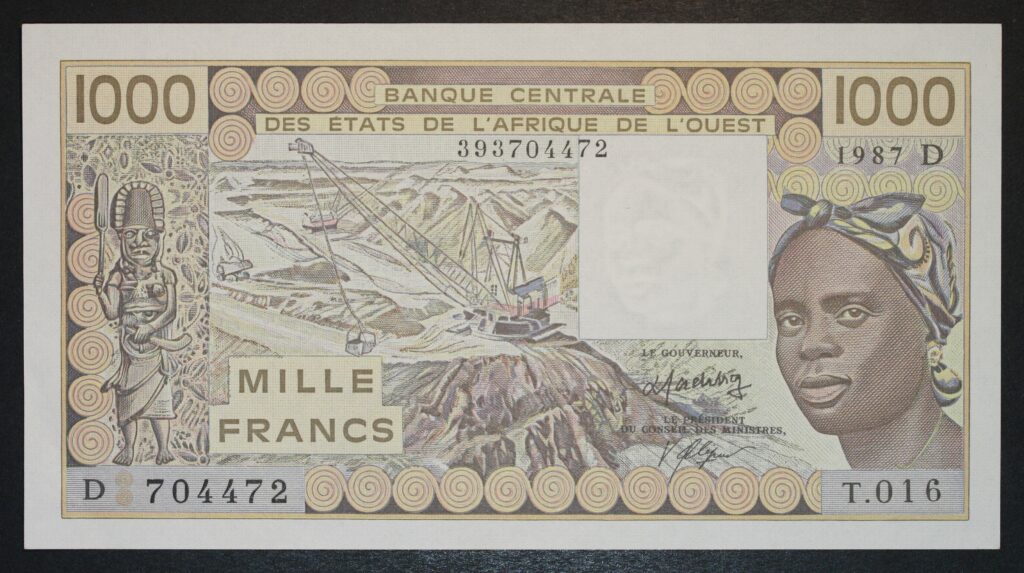 1000
1000
BANQUE CENTRALE
DES ÉTATS DE L'AFRIQUE DE L'OUEST
393704472
1987 D
LE GOUVERNEUR,
LE PRÉSIDENT
DU CONSEIL DES MINISTRES,
MILLE
FRANCS
D 704472
T.016